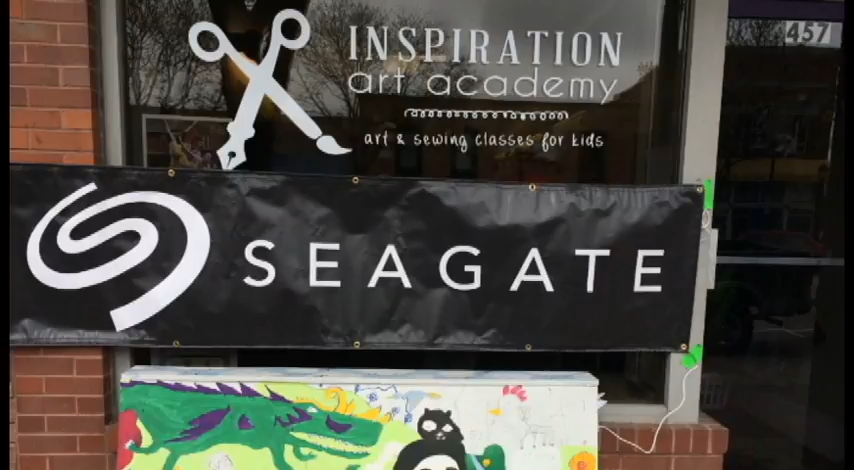 457
INSPIRATION
art academy
art & sewing classes for kids
SEAGATE